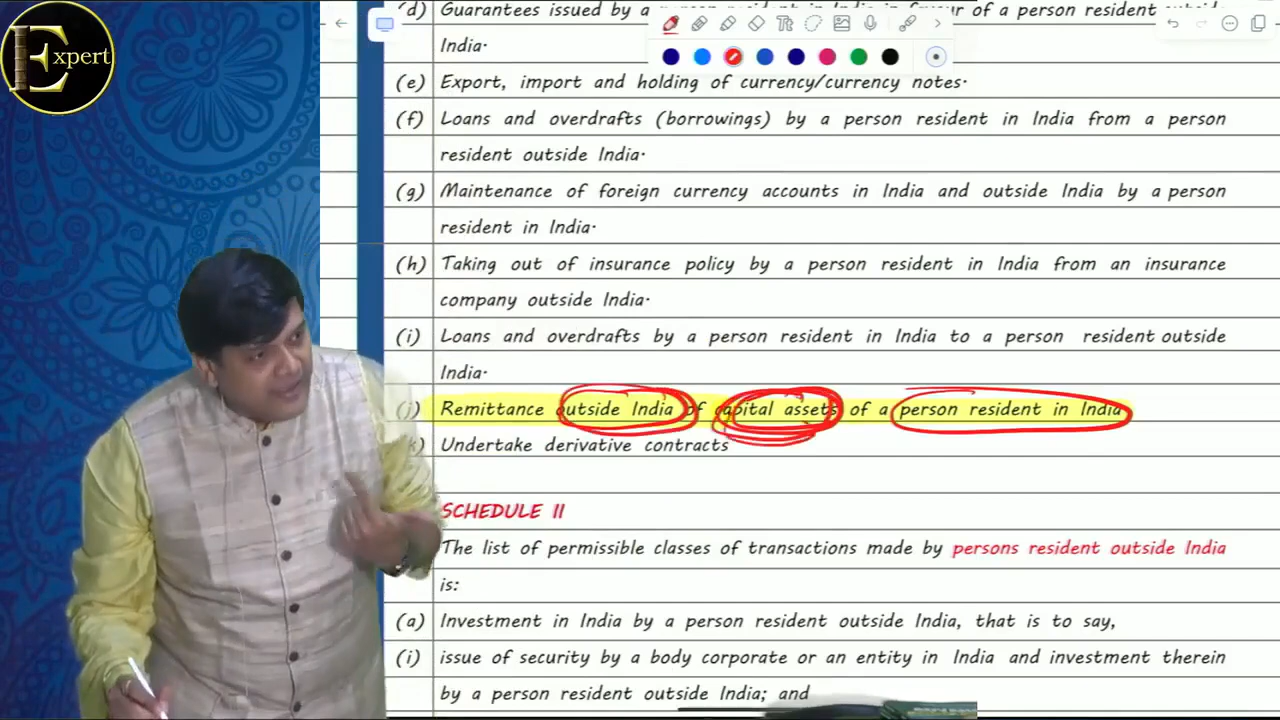 Expert
(d) Guarantees issued by a person resident in India in favour of a person resident outside
India.
(e) Export, import and holding of currency/currency notes.
(f) Loans and overdrafts (borrowings) by a person resident in India from a person
resident outside India.
(g) Maintenance of foreign currency accounts in India and outside India by a person
resident in India.
(h) Taking out of insurance policy by a person resident in India from an insurance
company outside India.
(i) Loans and overdrafts by a person resident in India to a person resident outside
India.
(j) Remittance outside India of capital assets of a person resident in India
(k) Undertake derivative contracts
SCHEDULE II
The list of permissible classes of transactions made by persons resident outside India
is:
(a) Investment in India by a person resident outside India, that is to say,
(i) issue of security by a body corporate or an entity in India and investment therein
by a person resident outside India; and